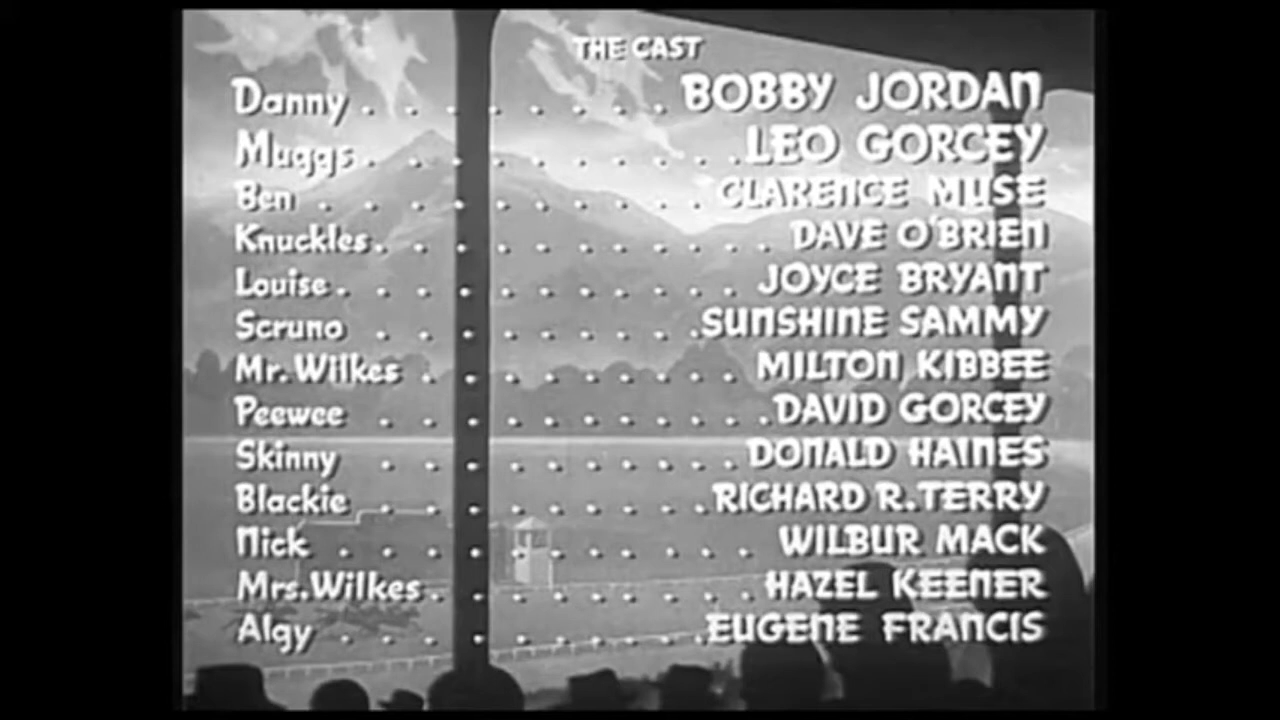 THE CAST
Danny . . . . . . . . BOBBY JORDAN
Muggs . . . . . . . . . LEO GORCEY
Ben . . . . . . . . . CLARENCE MUSE
Knuckles . . . . . . . . . . DAVE O'BRIEN
Louise . . . . . . . . . . JOYCE BRYANT
Scruno . . . . . . . . SUNSHINE SAMMY
Mr. Wilkes . . . . . . . . MILTON KIBBEE
Peewee . . . . . . . . . . DAVID GORCEY
Skinny . . . . . . . . . DONALD HAINES
Blackie . . . . . . . . RICHARD R. TERRY
Nick . . . . . . . . . . WILBUR MACK
Mrs. Wilkes . . . . . . . . HAZEL KEENER
Algy . . . . . . . . . EUGENE FRANCIS